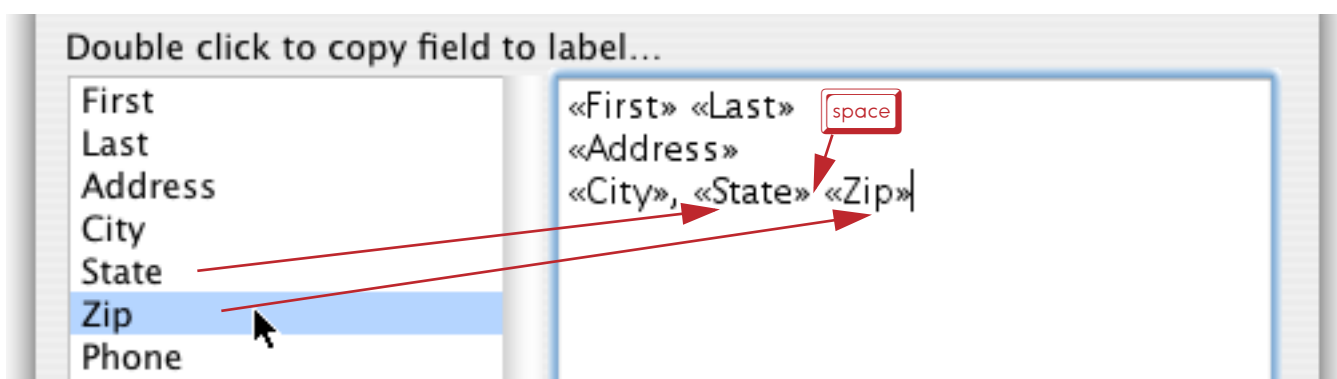 Double click to copy field to label...
First
Last
Address
City
State
Zip
Phone
«First» «Last»
space
«Address»
«City», «State» «Zip»